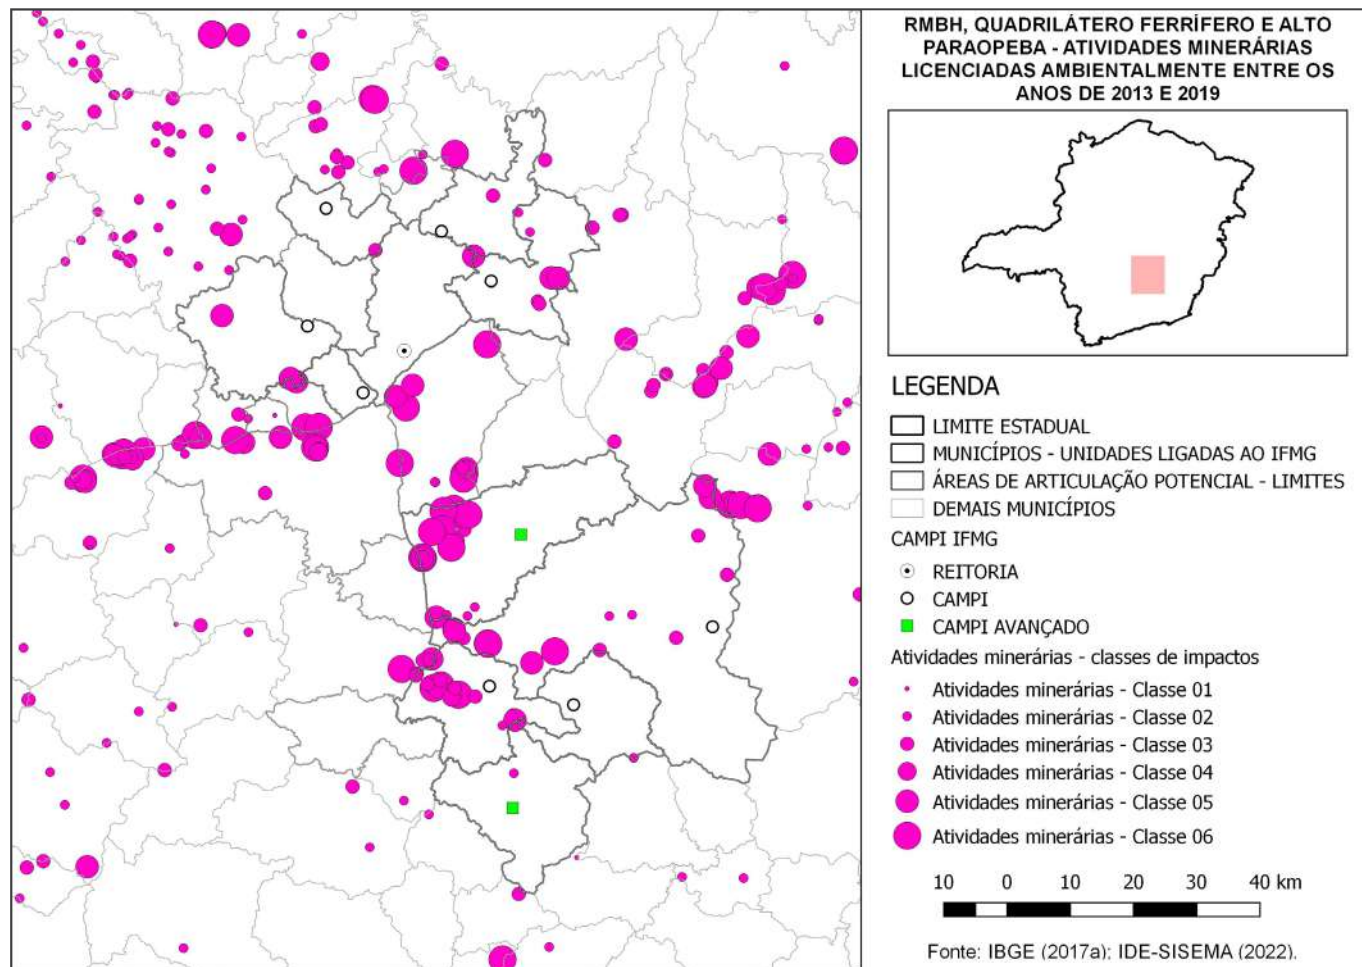 RMBH, QUADRILÁTERO FERRÍFERO E ALTO
PARAOPEBA - ATIVIDADES MINERÁRIAS
LICENCIADAS AMBIENTALMENTE ENTRE OS
ANOS DE 2013 E 2019
LEGENDA
LIMITE ESTADUAL
MUNICÍPIOS - UNIDADES LIGADAS AO IFMG
ÁREAS DE ARTICULAÇÃO POTENCIAL - LIMITES
DEMAIS MUNICÍPIOS
CAMPI IFMG
REITORIA
CAMPI
CAMPI AVANÇADO
Atividades minerárias - classes de impactos
Atividades minerárias - Classe 01
Atividades minerárias - Classe 02
Atividades minerárias - Classe 03
Atividades minerárias - Classe 04
Atividades minerárias - Classe 05
Atividades minerárias - Classe 06
10 0 10 20 30 40 km
Fonte: IBGE (2017a); IDE-SISEMA (2022).